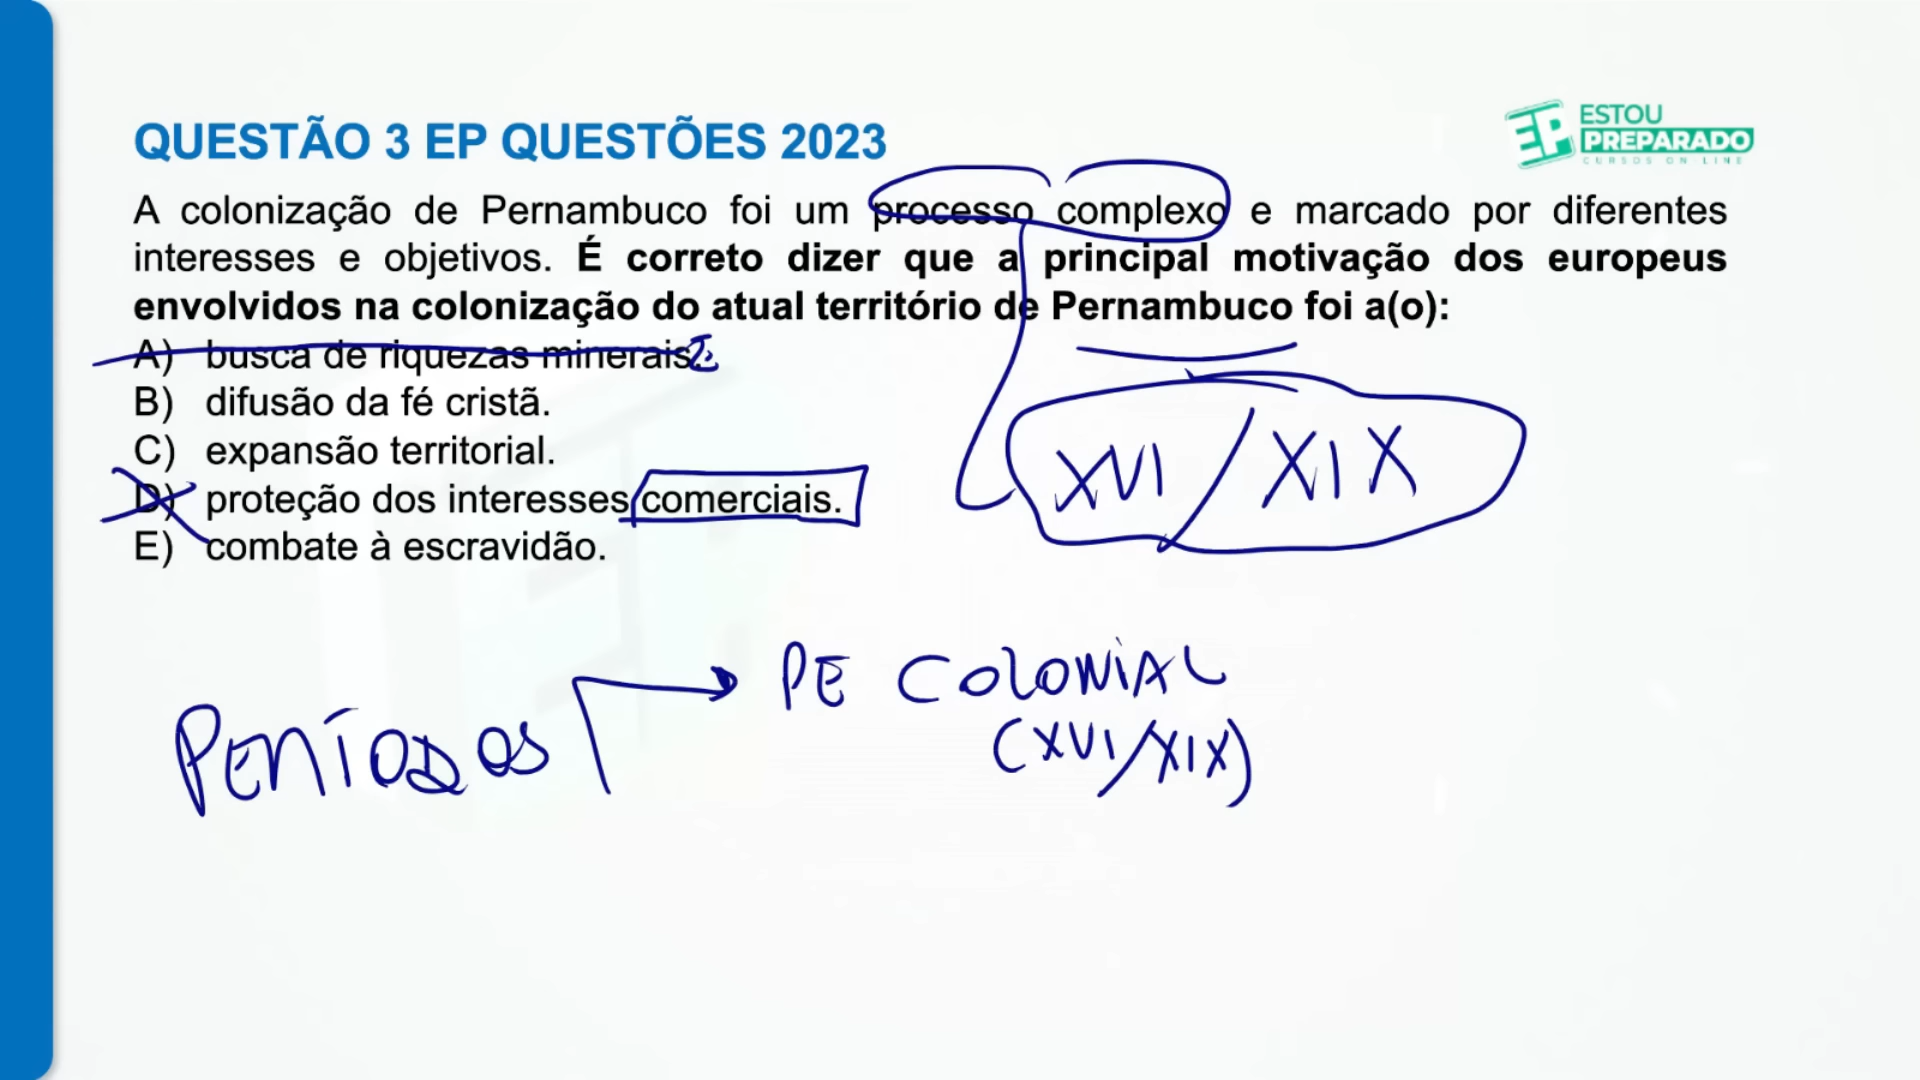 QUESTÃO 3 EP QUESTÕES 2023
ESTOU
PREPARADO
CURSOS ON-LINE
A colonização de Pernambuco foi um processo complexo e marcado por diferentes
interesses e objetivos. É correto dizer que a principal motivação dos europeus
envolvidos na colonização do atual território de Pernambuco foi a(o):
A) busca de riquezas minerais.
B) difusão da fé cristã.
C) expansão territorial.
D) proteção dos interesses comerciais.
E) combate à escravidão.
XVI / XIX
PE COLONIAL
PERÍODOS
(XVI/XIX)